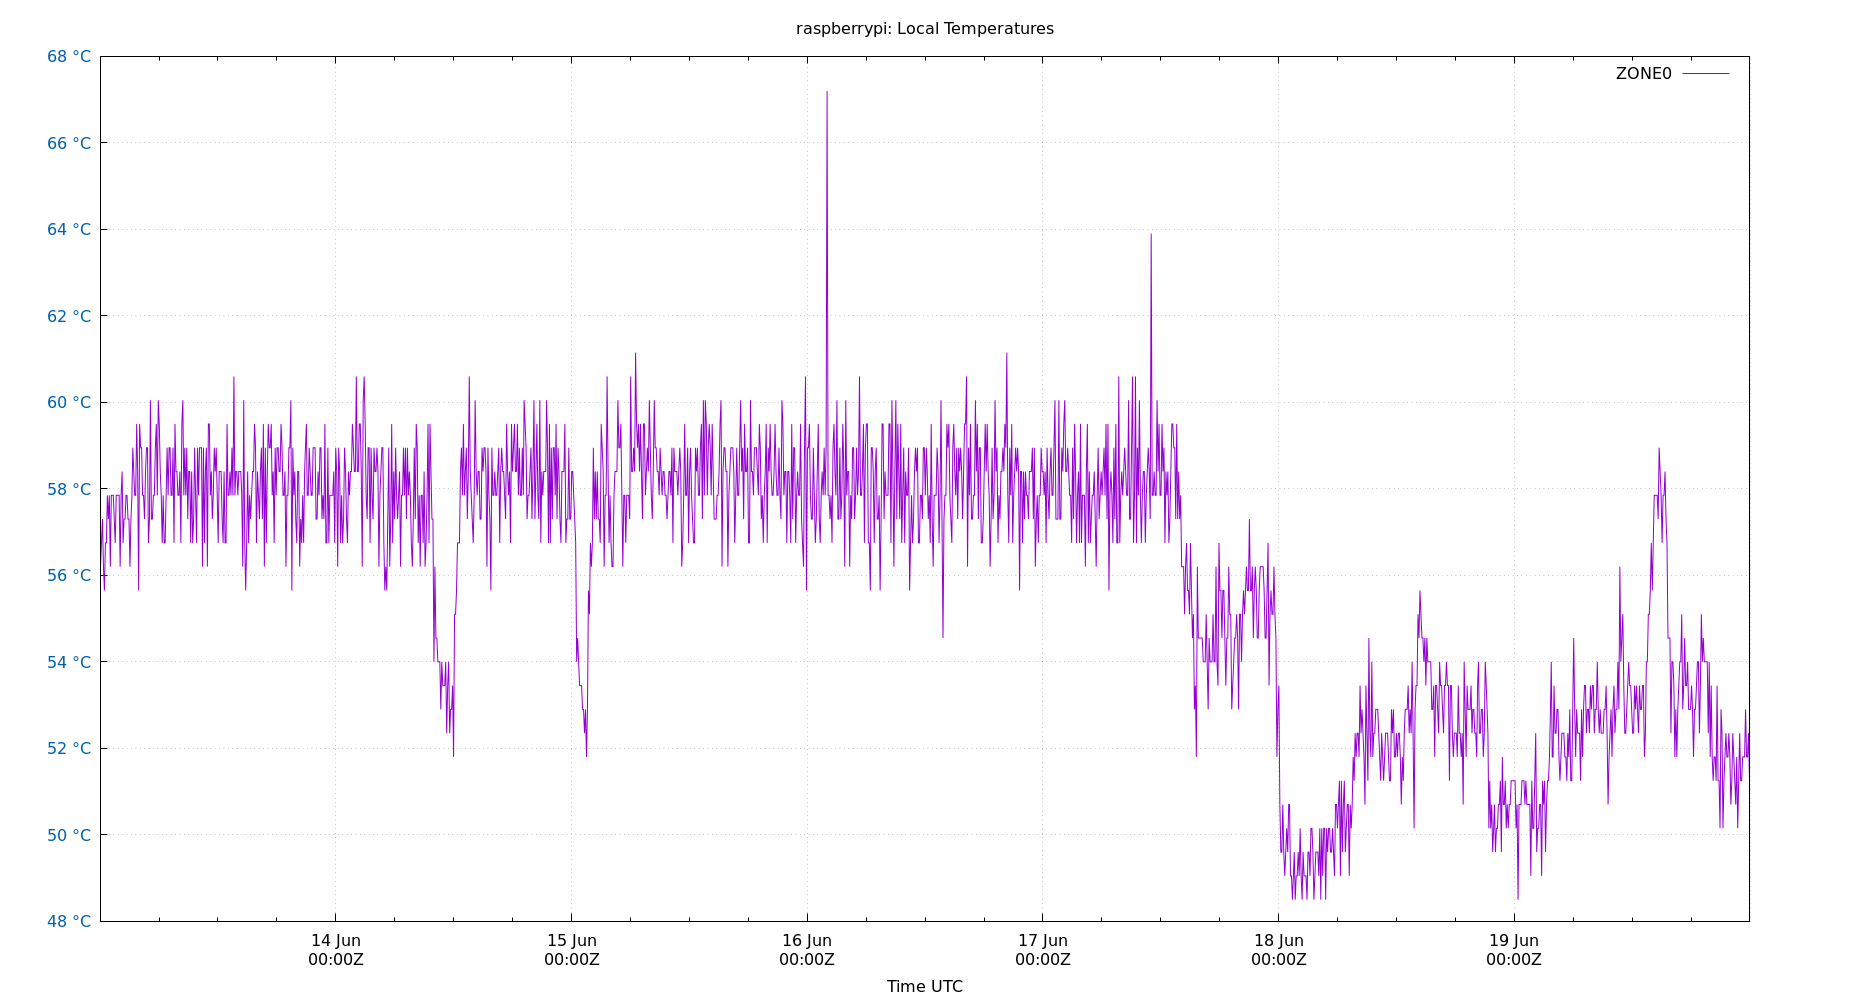 raspberrypi: Local Temperatures
68 °C
ZONE0
66 °C
64 °C
62 °C
60 °C
58 °C
56 °C
54 °C
52 °C
50 °C
48 °C
14 Jun 15 Jun 16 Jun 17 Jun 18 Jun 19 Jun
00:00Z 00:00Z 00:00Z 00:00Z 00:00Z 00:00Z
Time UTC